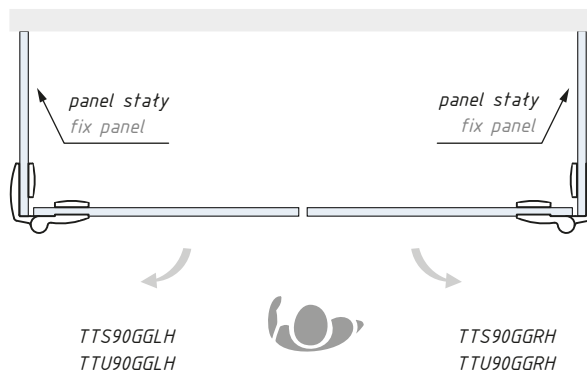 panel stały
fix panel
panel stały
fix panel
TTS90GGLH
TTU90GGLH
TTS90GGRH
TTU90GGRH